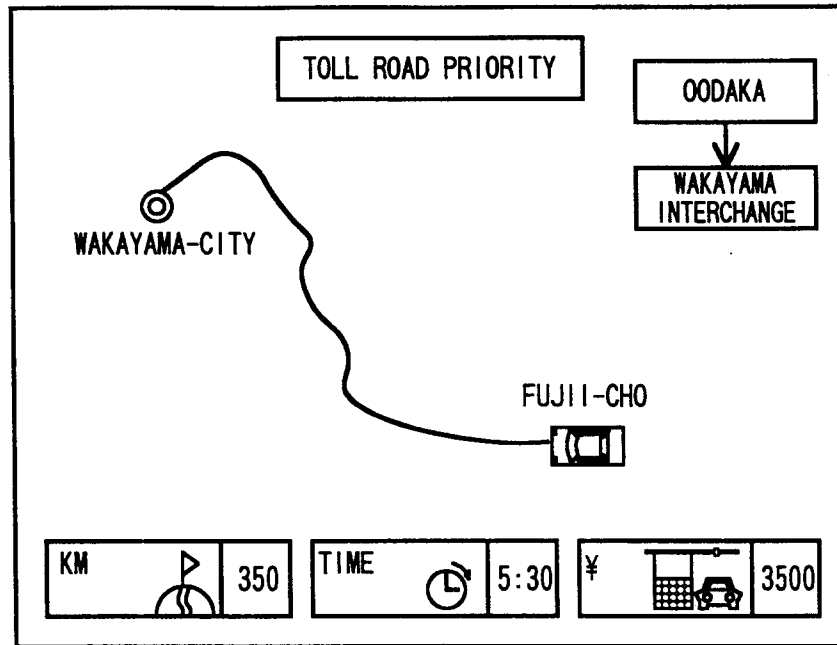 TOLL ROAD PRIORITY
OODAKA
WAKAYAMA
INTERCHANGE
WAKAYAMA-CITY
FUJII-CHO
KM
350
TIME
5:30
¥
3500